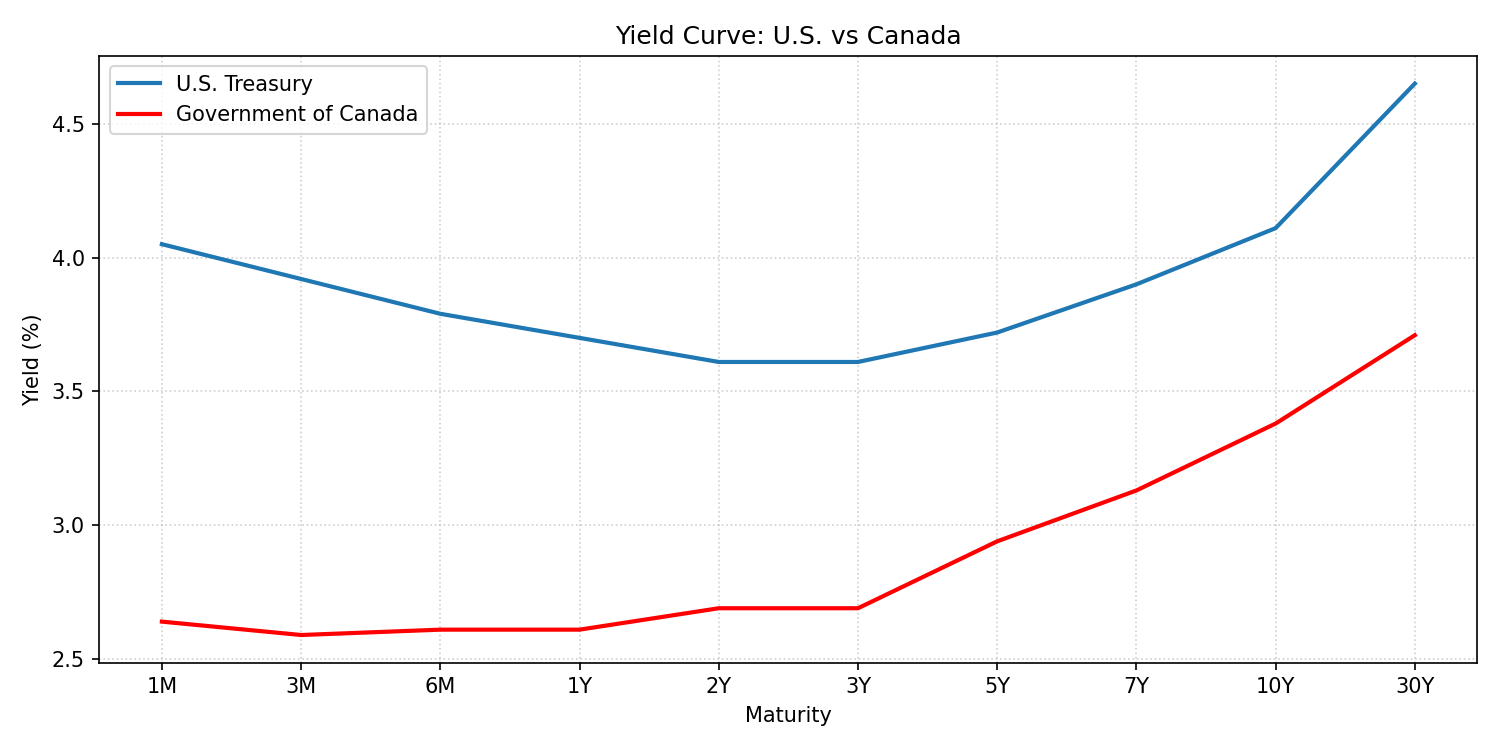 Yield Curve: U.S. vs Canada
U.S. Treasury
Government of Canada
4.5
4.0
3.5
3.0
2.5
Yield (%)
1M 3M 6M 1Y 2Y 3Y 5Y 7Y 10Y 30Y
Maturity